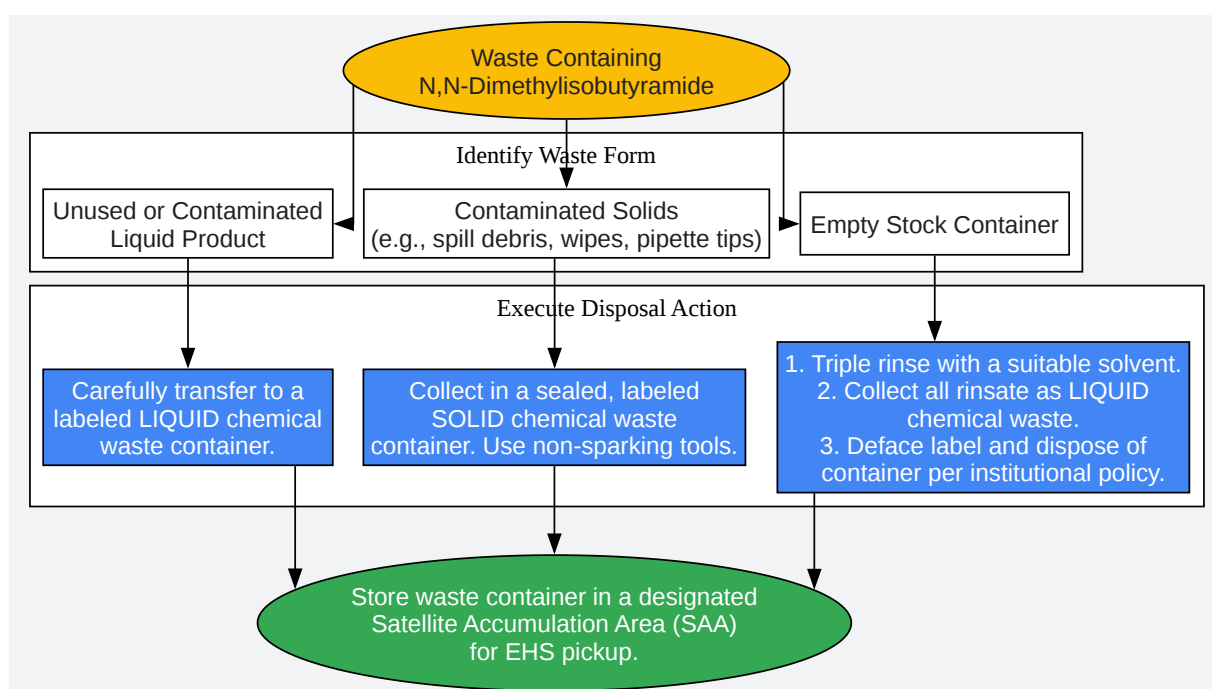 Waste Containing
N,N-Dimethylisobutyramide
Identify Waste Form
Unused or Contaminated
Liquid Product
Contaminated Solids
(e.g., spill debris, wipes, pipette tips)
Empty Stock Container
Execute Disposal Action
Carefully transfer to a
labeled LIQUID chemical
waste container.
Collect in a sealed, labeled
SOLID chemical waste
container. Use non-sparking tools.
1. Triple rinse with a suitable solvent.
2. Collect all rinsate as LIQUID
chemical waste.
3. Deface label and dispose of
container per institutional policy.
Store waste container in a designated
Satellite Accumulation Area (SAA)
for EHS pickup.